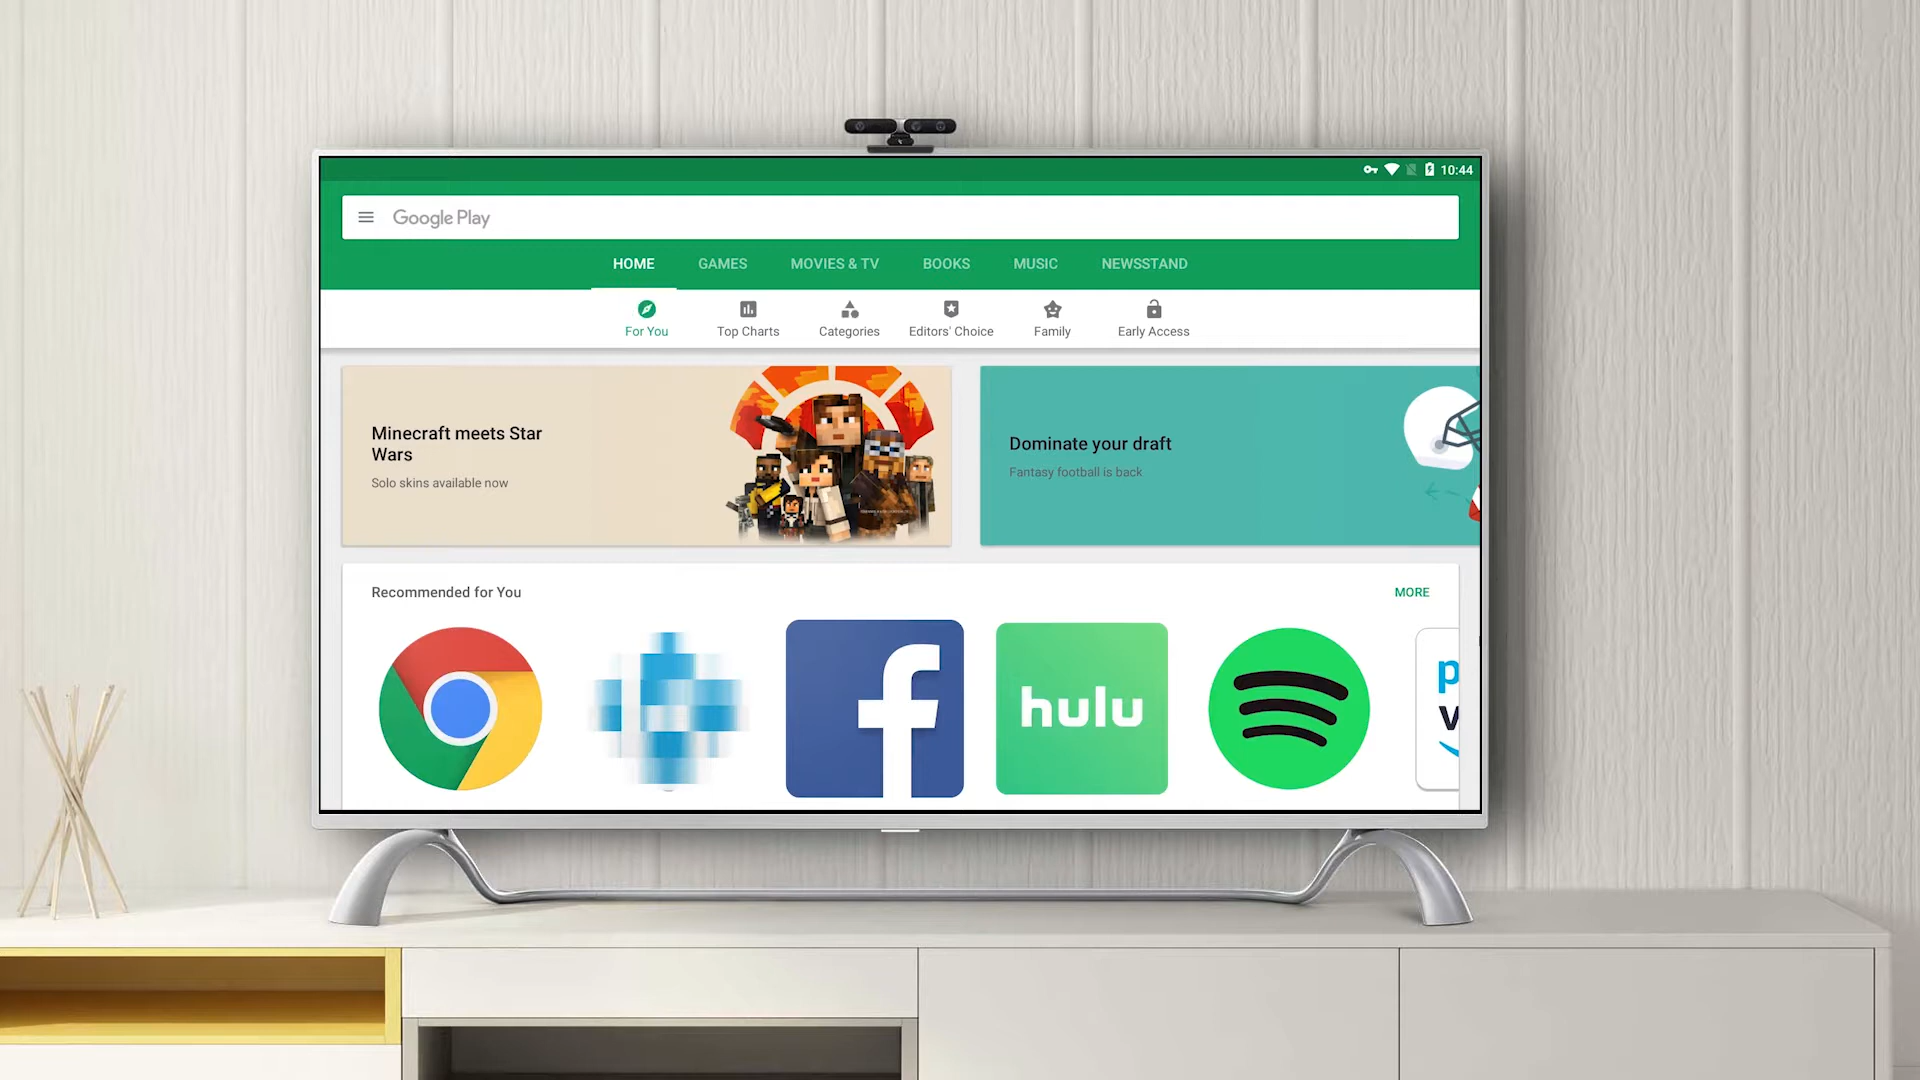 10:44
Google Play
HOME GAMES MOVIES & TV BOOKS MUSIC NEWSSTAND
For You Top Charts Categories Editors' Choice Family Early Access
Minecraft meets Star
Wars
Solo skins available now
Dominate your draft
Fantasy football is back
Recommended for You
MORE
f
hulu
p
v